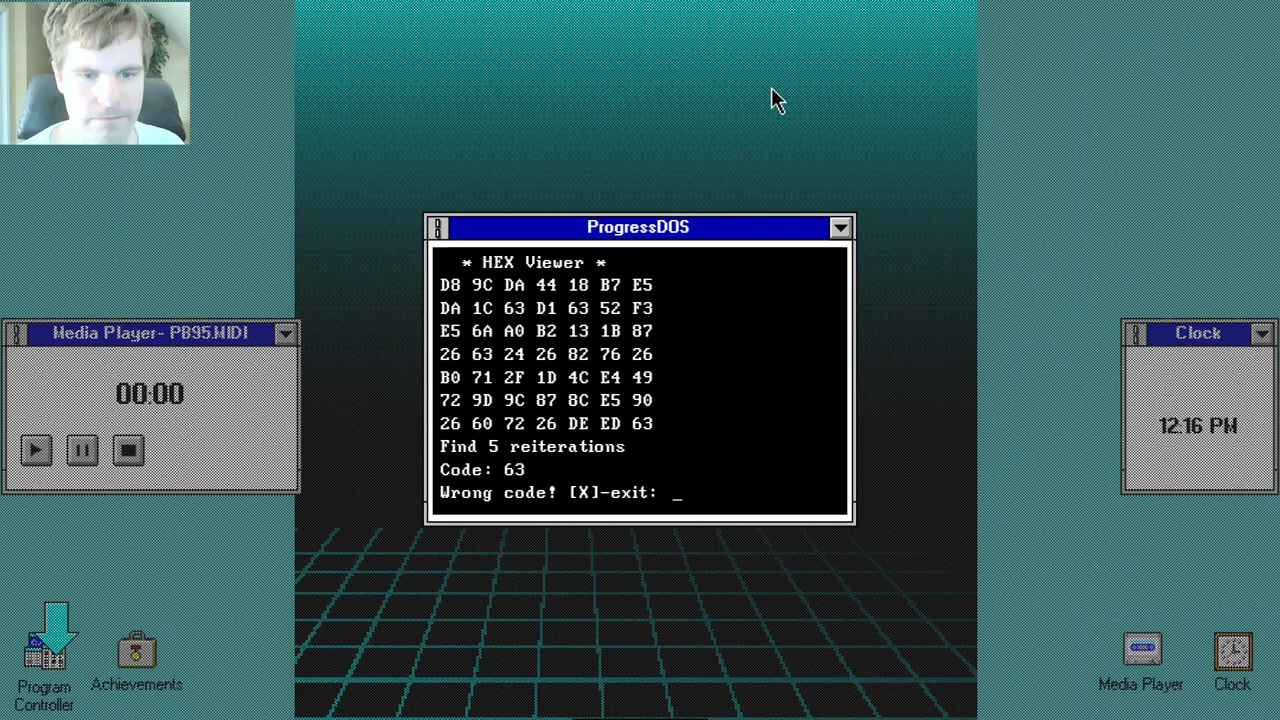 ProgressDOS
* HEX Viewer *
D8 9C DA 44 18 B7 E5
DA 1C 63 D1 63 52 F3
E5 6A A0 B2 13 1B 87
26 63 24 26 82 76 26
B0 71 2F 1D 4C E4 49
72 9D 9C 87 8C E5 90
26 60 72 26 DE ED 63
Find 5 reiterations
Code: 63
Wrong code! [X]-exit: _
Media Player- PB95.MIDI
00:00
Clock
12:16 PM
Program
Controller
Achievements
Media Player
Clock